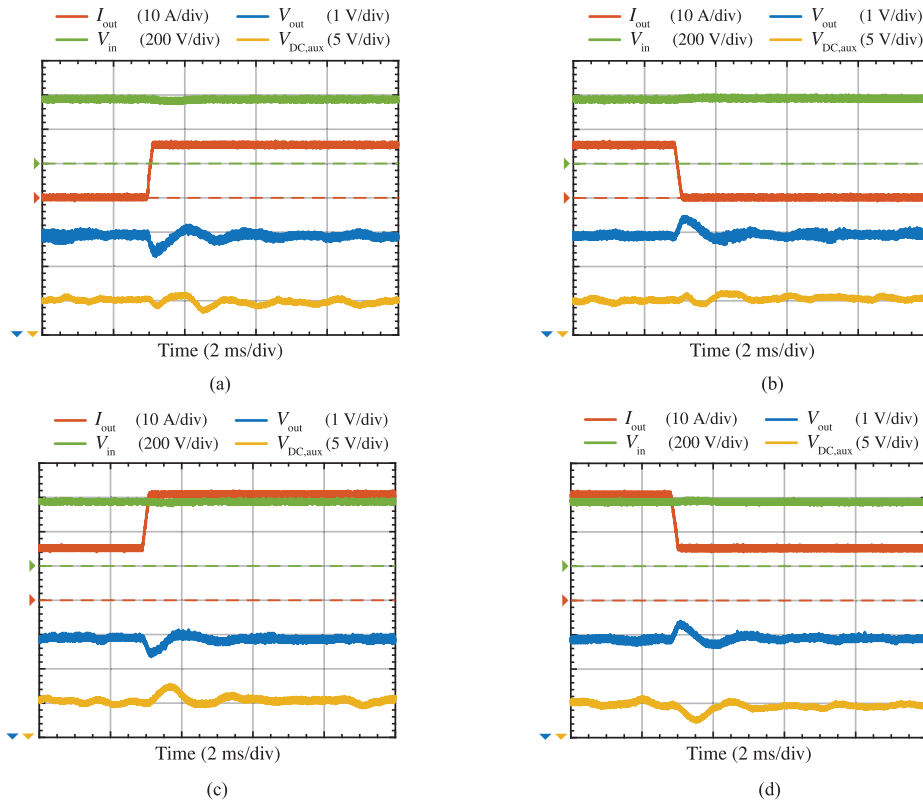 I_out (10 A/div) V_out (1 V/div)
V_in (200 V/div) V_DC,aux (5 V/div)
Time (2 ms/div)
(a)
I_out (10 A/div) V_out (1 V/div)
V_in (200 V/div) V_DC,aux (5 V/div)
Time (2 ms/div)
(b)
I_out (10 A/div) V_out (1 V/div)
V_in (200 V/div) V_DC,aux (5 V/div)
Time (2 ms/div)
(c)
I_out (10 A/div) V_out (1 V/div)
V_in (200 V/div) V_DC,aux (5 V/div)
Time (2 ms/div)
(d)